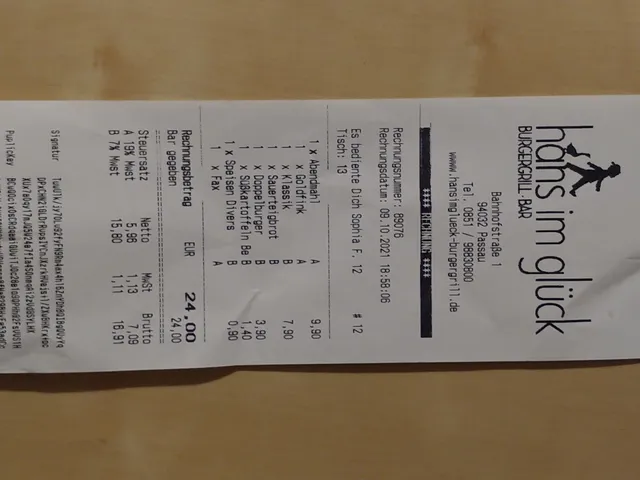 hans im glück
BURGERGRILL·BAR
Bahnhofstraße 1
94032 Passau
Tel. 0851 / 98830800
www.hansimglueck-burgergrill.de
**** RECHNUNG ****
Rechnungsnummer: 89076
Rechnungsdatum: 09.10.2021 18:58:06
Es bediente Dich Sophia F. 12 # 12
Tisch: 13
1 x Abendmahl 9,90
1 x Goldfink A
1 x Klassik B 7,90
1 x Sauerteigbrot B
1 x Doppelburger B 3,90
1 x Süßkartoffeln Be B 1,40
1 x Speisen Divers B 0,90
1 x Fax A
Rechnungsbetrag EUR 24,00
Bar gegeben 24,00
Steuersatz Netto MwSt Brutto
A 19% Mwst 5,96 1,13 7,09
B 7% Mwst 15,80 1,11 16,91
Signatur